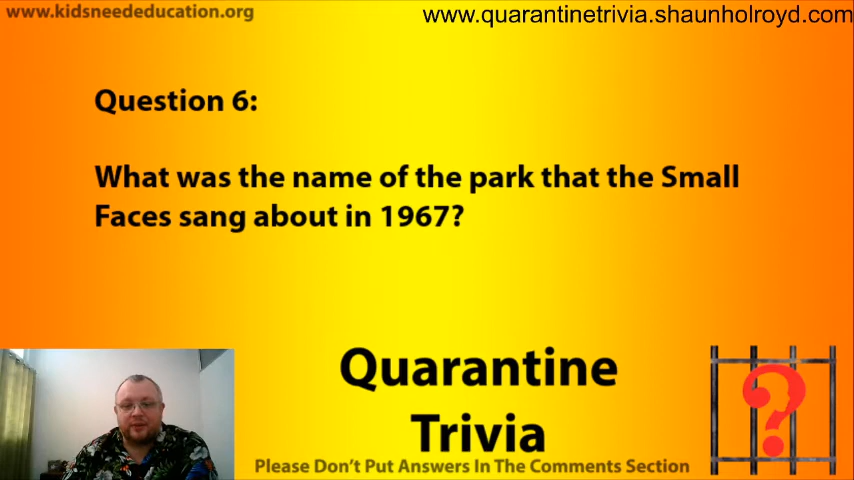 www.kidsneededucation.org
www.quarantinetrivia.shaunholroyd.com
Question 6:
What was the name of the park that the Small
Faces sang about in 1967?
Quarantine
Trivia
?
Please Don't Put Answers In The Comments Section